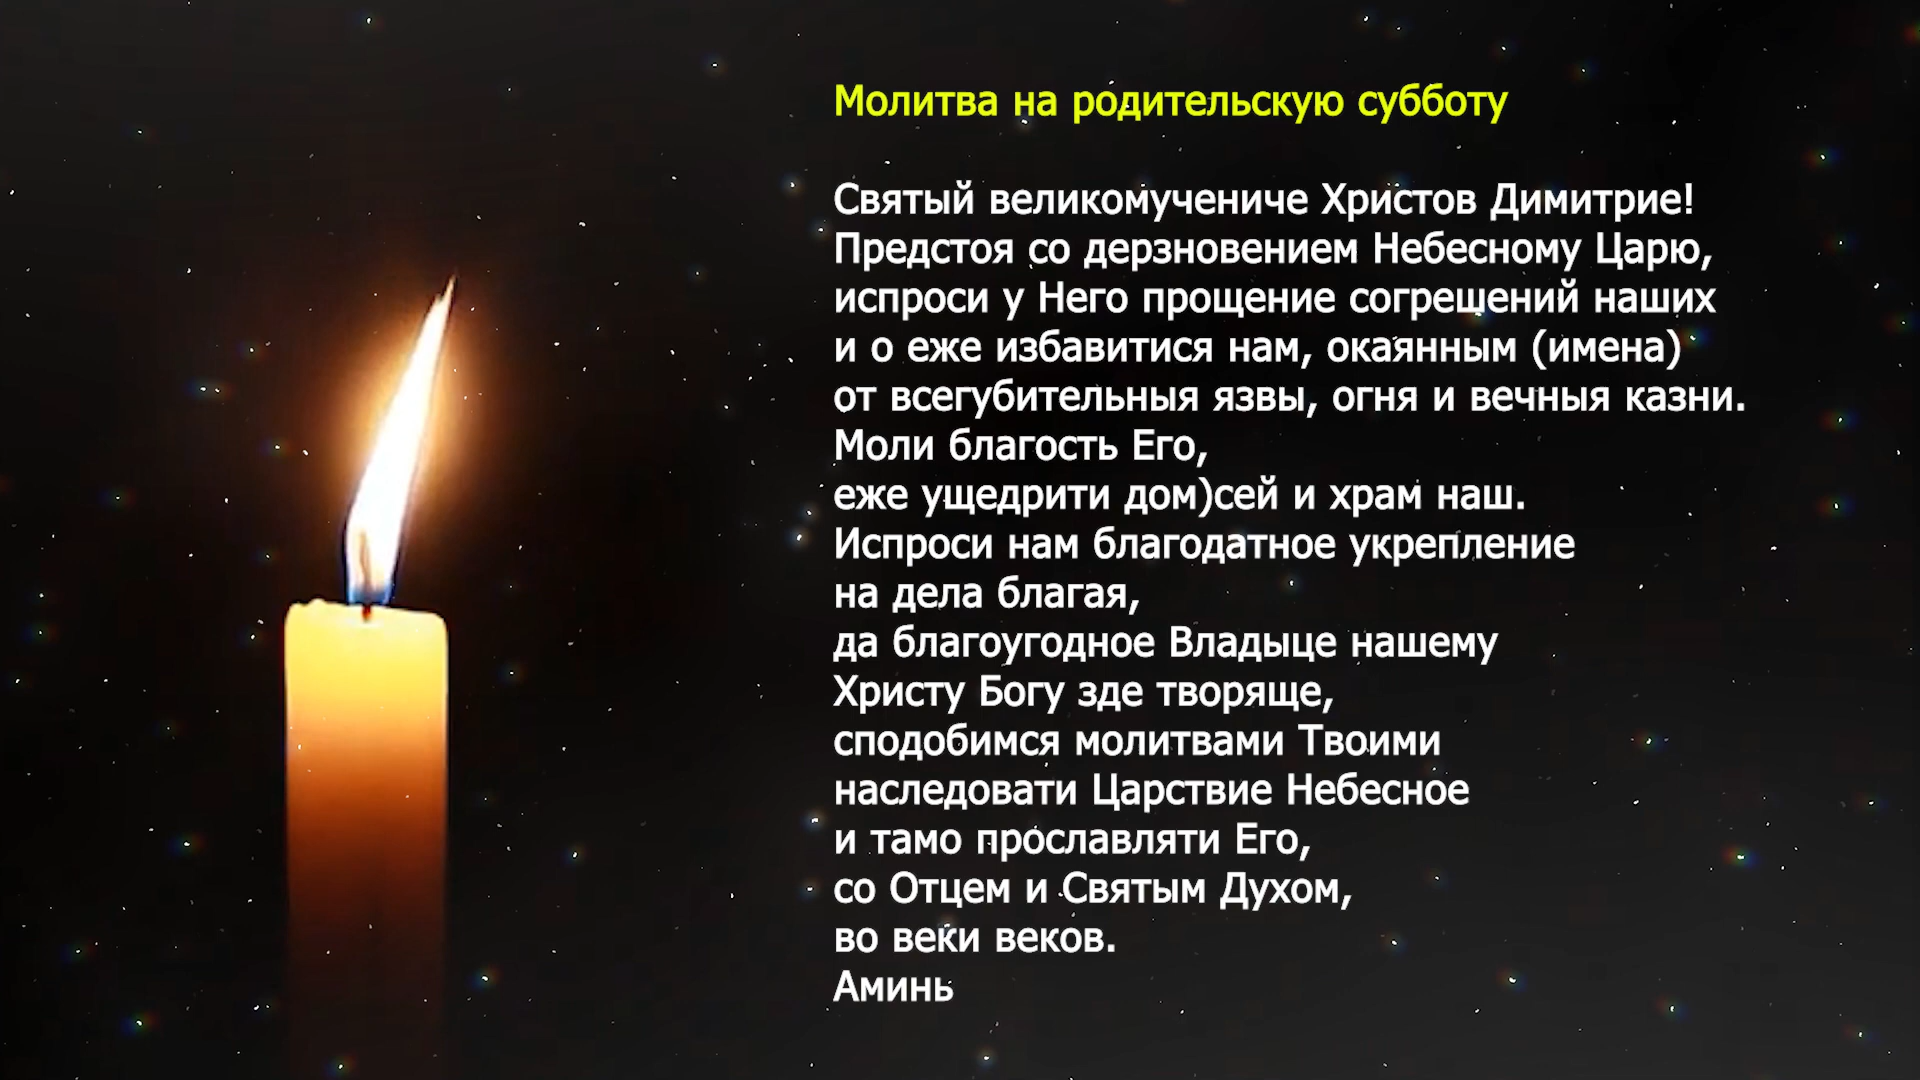 Молитва на родительскую субботу
Святый великомучениче Христов Димитрие!
Предстоя со дерзновением Небесному Царю,
испроси у Него прощение согрешений наших
и о еже избавитися нам, окаянным (имена)
от всегубительныя язвы, огня и вечныя казни.
Моли благость Его,
еже ущедрити дом)сей и храм наш.
Испроси нам благодатное укрепление
на дела благая,
да благоугодное Владыце нашему
Христу Богу зде творяще,
сподобимся молитвами Твоими
наследовати Царствие Небесное
и тамо прославляти Его,
со Отцем и Святым Духом,
во веки веков.
Аминь